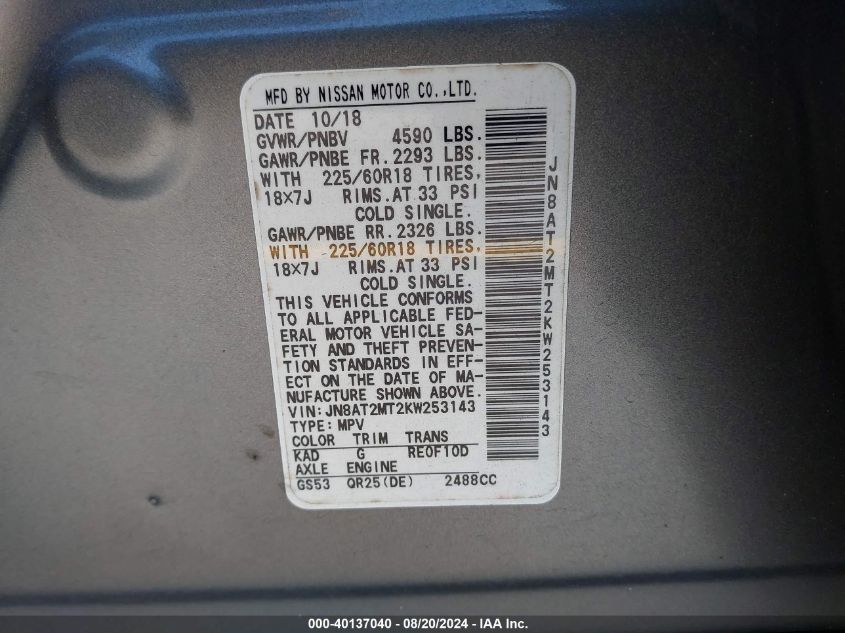 MFD BY NISSAN MOTOR CO.,LTD.
DATE 10/18
GVWR/PNBV 4590 LBS.
GAWR/PNBE FR. 2293 LBS.
WITH 225/60R18 TIRES,
18X7J RIMS.AT 33 PSI
COLD SINGLE.
GAWR/PNBE RR. 2326 LBS.
WITH 225/60R18 TIRES,
18X7J RIMS.AT 33 PSI
COLD SINGLE.
THIS VEHICLE CONFORMS
TO ALL APPLICABLE FED-
ERAL MOTOR VEHICLE SA-
FETY AND THEFT PREVEN-
TION STANDARDS IN EFF-
ECT ON THE DATE OF MA-
NUFACTURE SHOWN ABOVE.
VIN:JN8AT2MT2KW253143
TYPE: MPV
COLOR TRIM TRANS
KAD G RE0F10D
AXLE ENGINE
GS53 QR25(DE) 2488CC
JN8AT2MT2KW253143
000-40137040 - 08/20/2024 - IAA Inc.